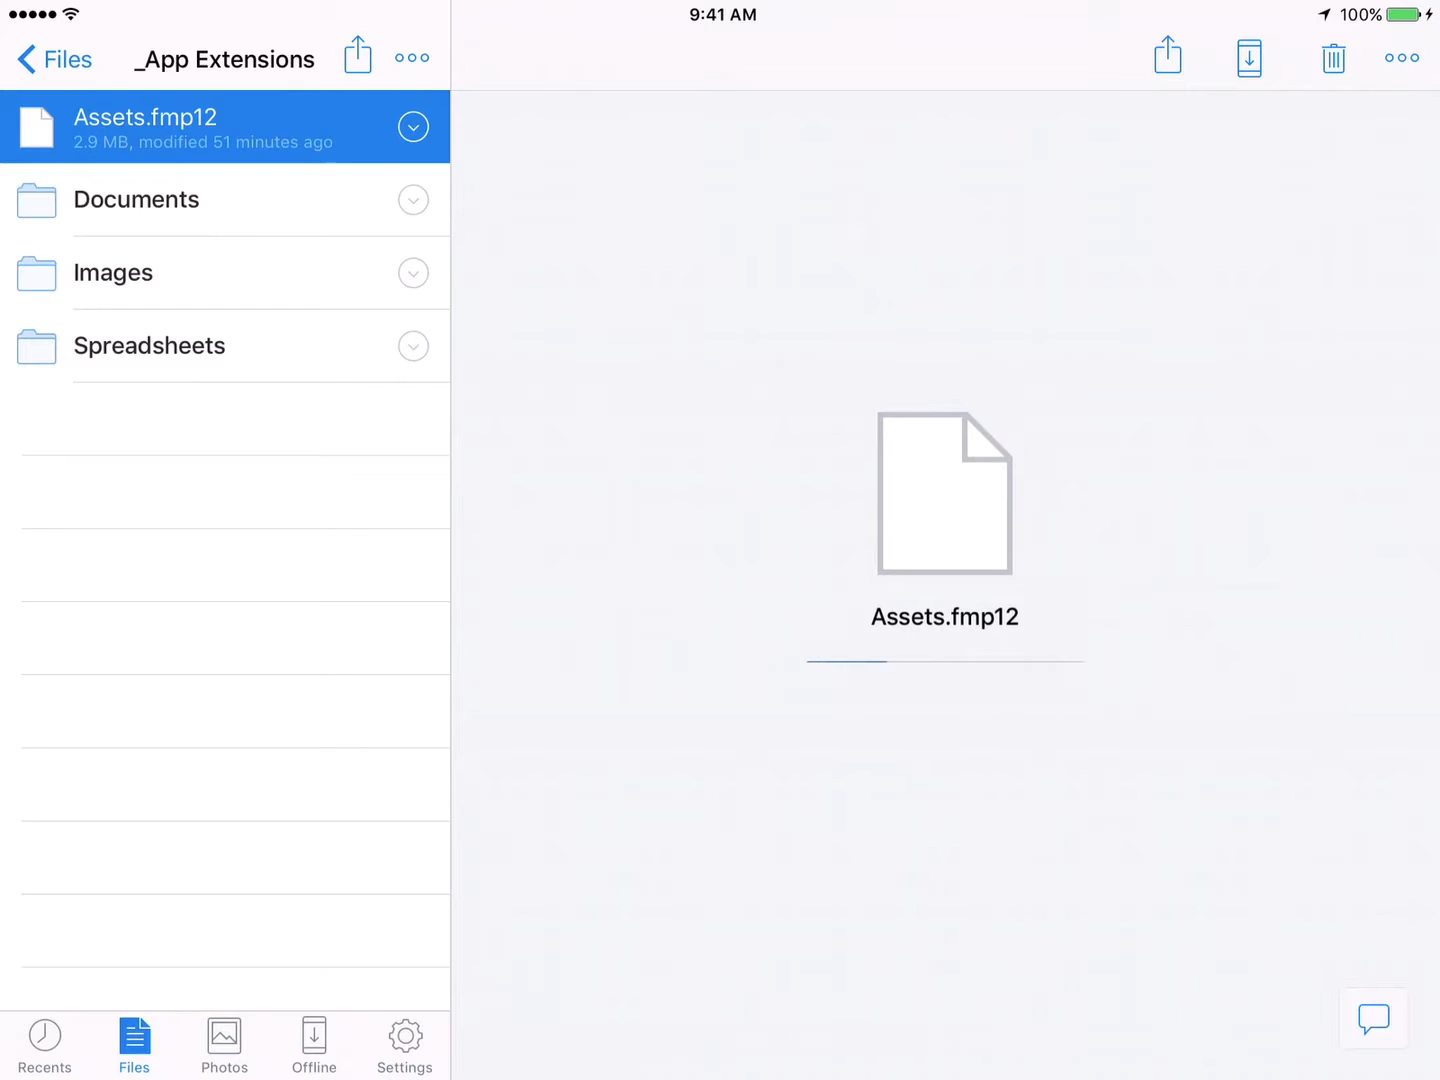 9:41 AM
100%
Files
_App Extensions
Assets.fmp12
2.9 MB, modified 51 minutes ago
Documents
Images
Spreadsheets
Assets.fmp12
Recents
Files
Photos
Offline
Settings